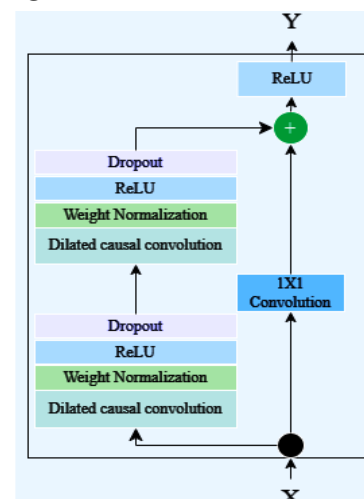 Y
ReLU
+
Dropout
ReLU
Weight Normalization
Dilated causal convolution
1X1
Convolution
Dropout
ReLU
Weight Normalization
Dilated causal convolution
X